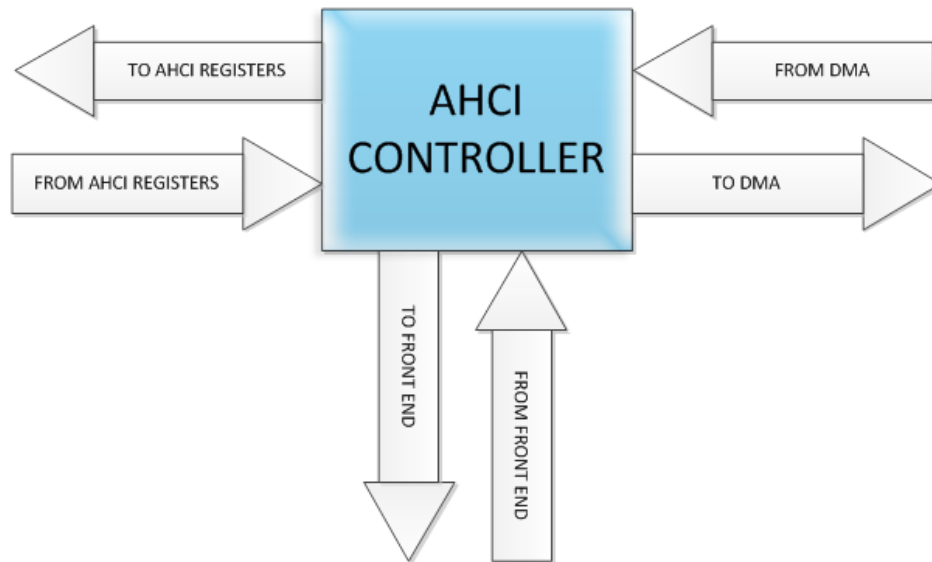 TO AHCI REGISTERS
AHCI
CONTROLLER
FROM DMA
FROM AHCI REGISTERS
TO DMA
TO FRONT END
FROM FRONT END